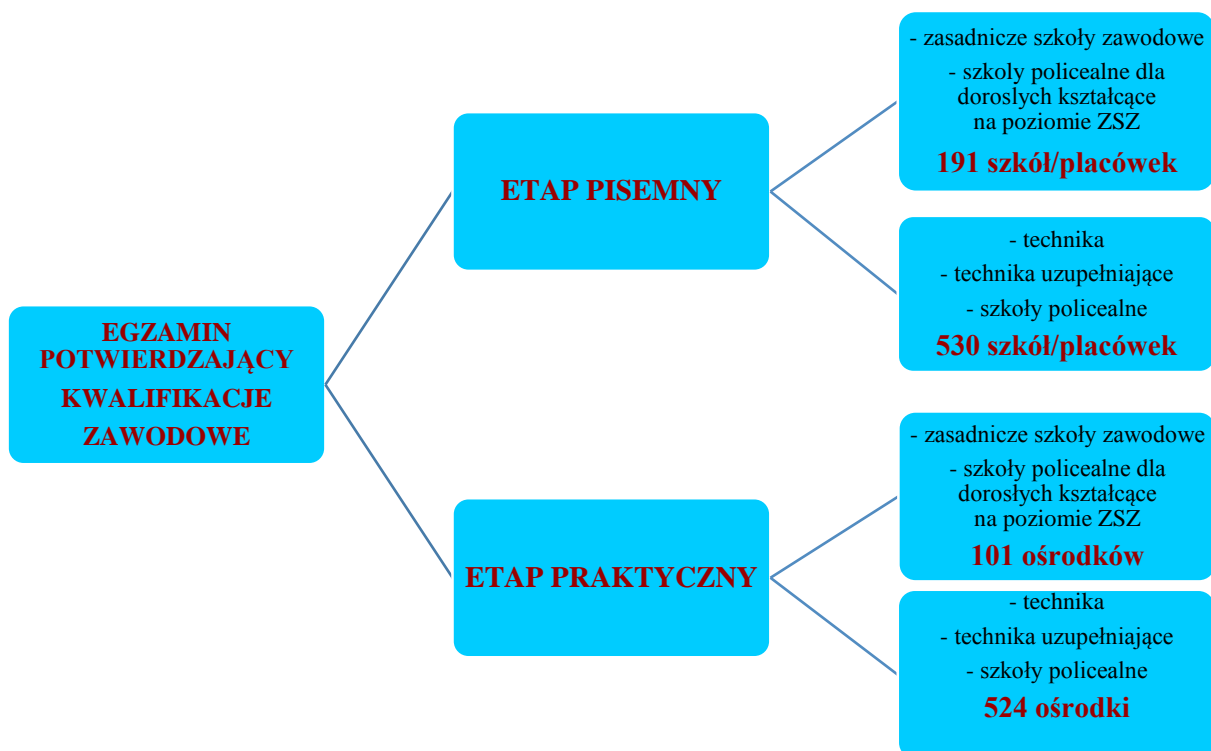 EGZAMIN
POTWIERDZAJĄCY
KWALIFIKACJE
ZAWODOWE
ETAP PISEMNY
- zasadnicze szkoły zawodowe
- szkoly policealne dla
doroslych kształcące
na poziomie ZSZ
191 szkół/placówek
- technika
- technika uzupełniające
- szkoły policealne
530 szkół/placówek
ETAP PRAKTYCZNY
- zasadnicze szkoły zawodowe
- szkoły policealne dla
dorosłych kształcące
na poziomie ZSZ
101 ośrodków
- technika
- technika uzupełniające
- szkoły policealne
524 ośrodki